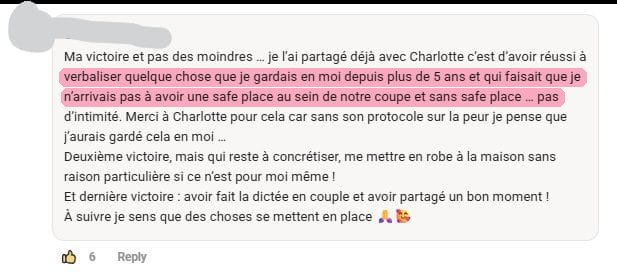 Ma victoire et pas des moindres ... je l'ai partagé déjà avec Charlotte c'est d'avoir réussi à
verbaliser quelque chose que je gardais en moi depuis plus de 5 ans et qui faisait que je
n'arrivais pas à avoir une safe place au sein de notre coupe et sans safe place ... pas
d'intimité. Merci à Charlotte pour cela car sans son protocole sur la peur je pense que
j'aurais gardé cela en moi ...
Deuxième victoire, mais qui reste à concrétiser, me mettre en robe à la maison sans
raison particulière si ce n'est pour moi même !
Et dernière victoire : avoir fait la dictée en couple et avoir partagé un bon moment !
À suivre je sens que des choses se mettent en place 🙏 🥰
6 Reply